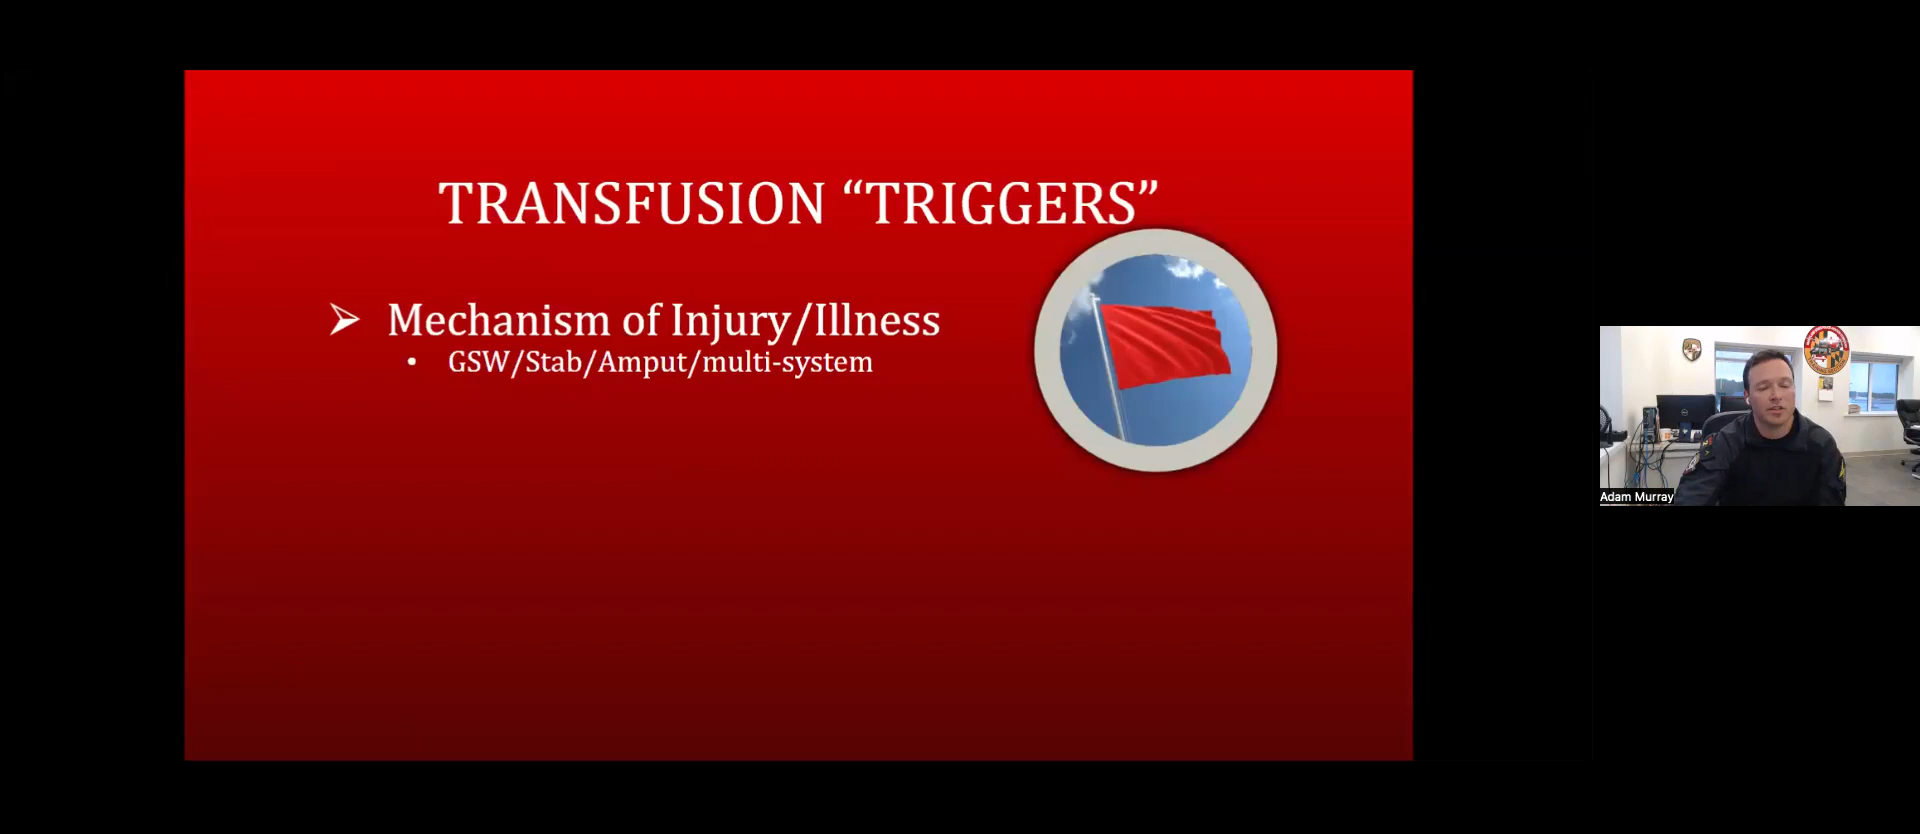 TRANSFUSION “TRIGGERS”
➢ Mechanism of Injury/Illness
• GSW/Stab/Amput/multi-system
Adam Murray